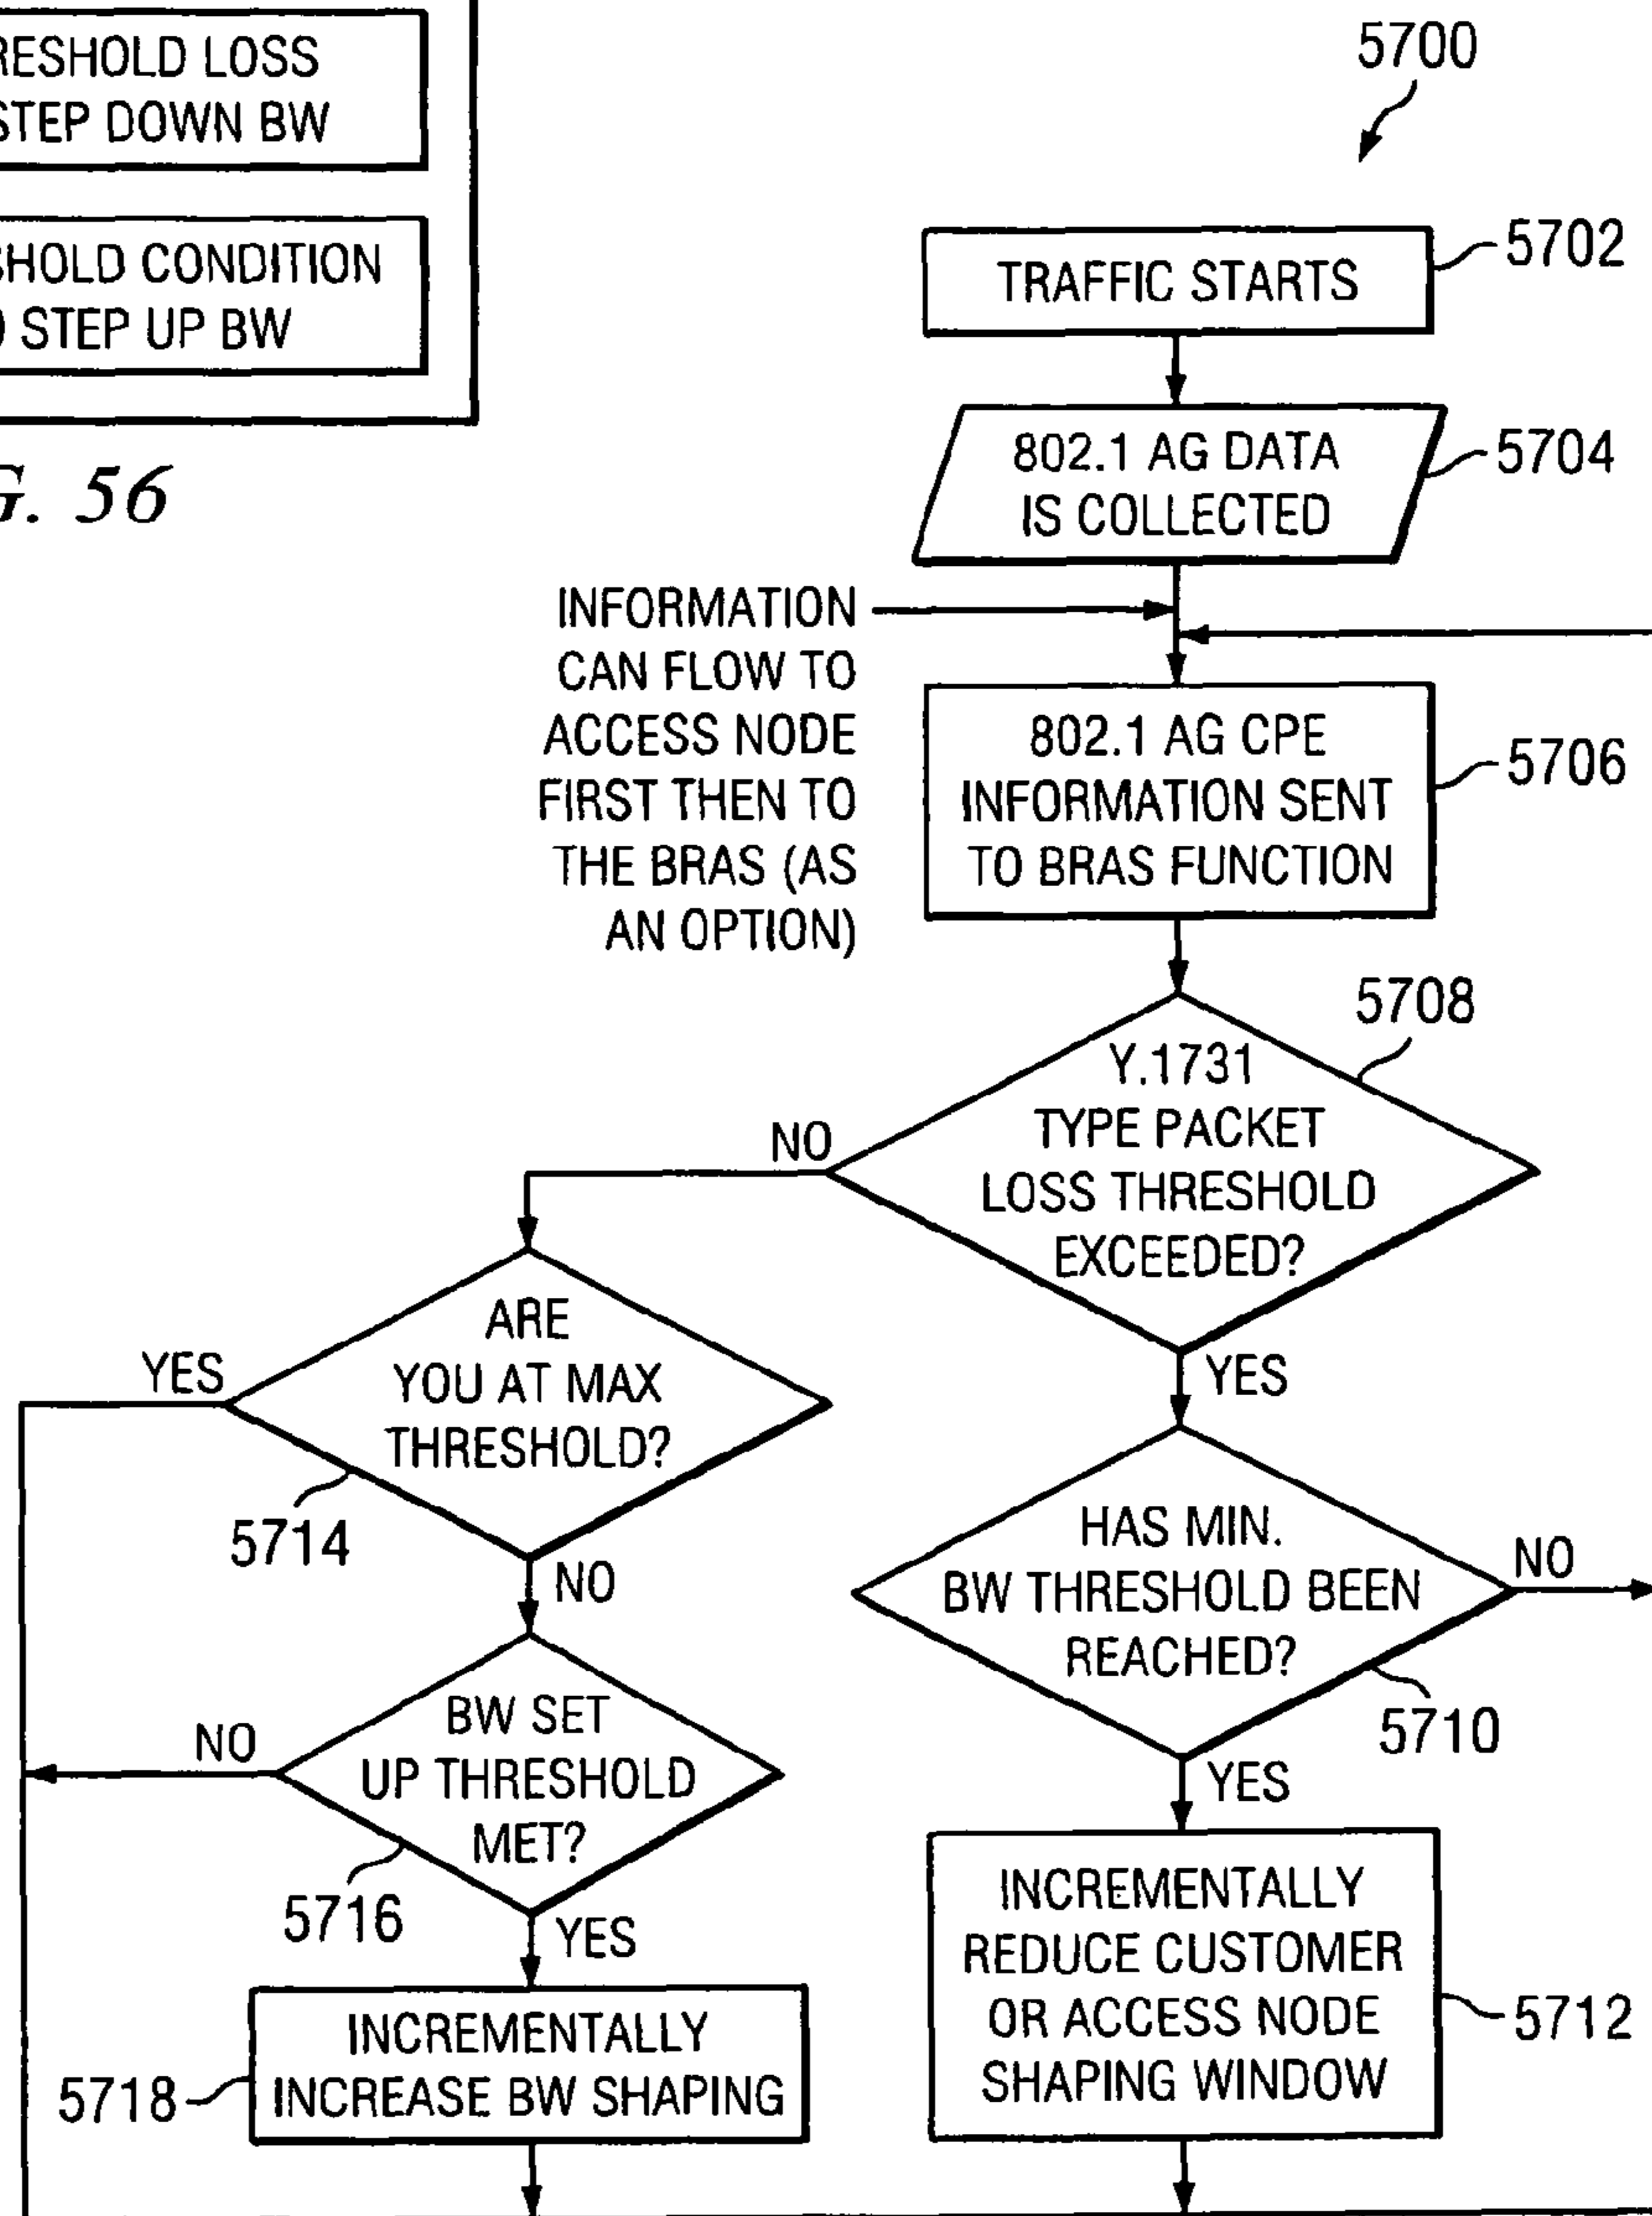 RESHOLD LOSS
STEP DOWN BW
SHOLD CONDITION
STEP UP BW
G. 56
5700
TRAFFIC STARTS
5702
802.1 AG DATA
IS COLLECTED
5704
INFORMATION
CAN FLOW TO
ACCESS NODE
FIRST THEN TO
THE BRAS (AS
AN OPTION)
802.1 AG CPE
INFORMATION SENT
TO BRAS FUNCTION
5706
5708
Y.1731
TYPE PACKET
LOSS THRESHOLD
EXCEEDED?
NO
YES
ARE
YOU AT MAX
THRESHOLD?
YES
5714
NO
HAS MIN.
BW THRESHOLD BEEN
REACHED?
NO
5710
YES
BW SET
UP THRESHOLD
MET?
NO
5716
YES
INCREMENTALLY
INCREASE BW SHAPING
5718
INCREMENTALLY
REDUCE CUSTOMER
OR ACCESS NODE
SHAPING WINDOW
5712